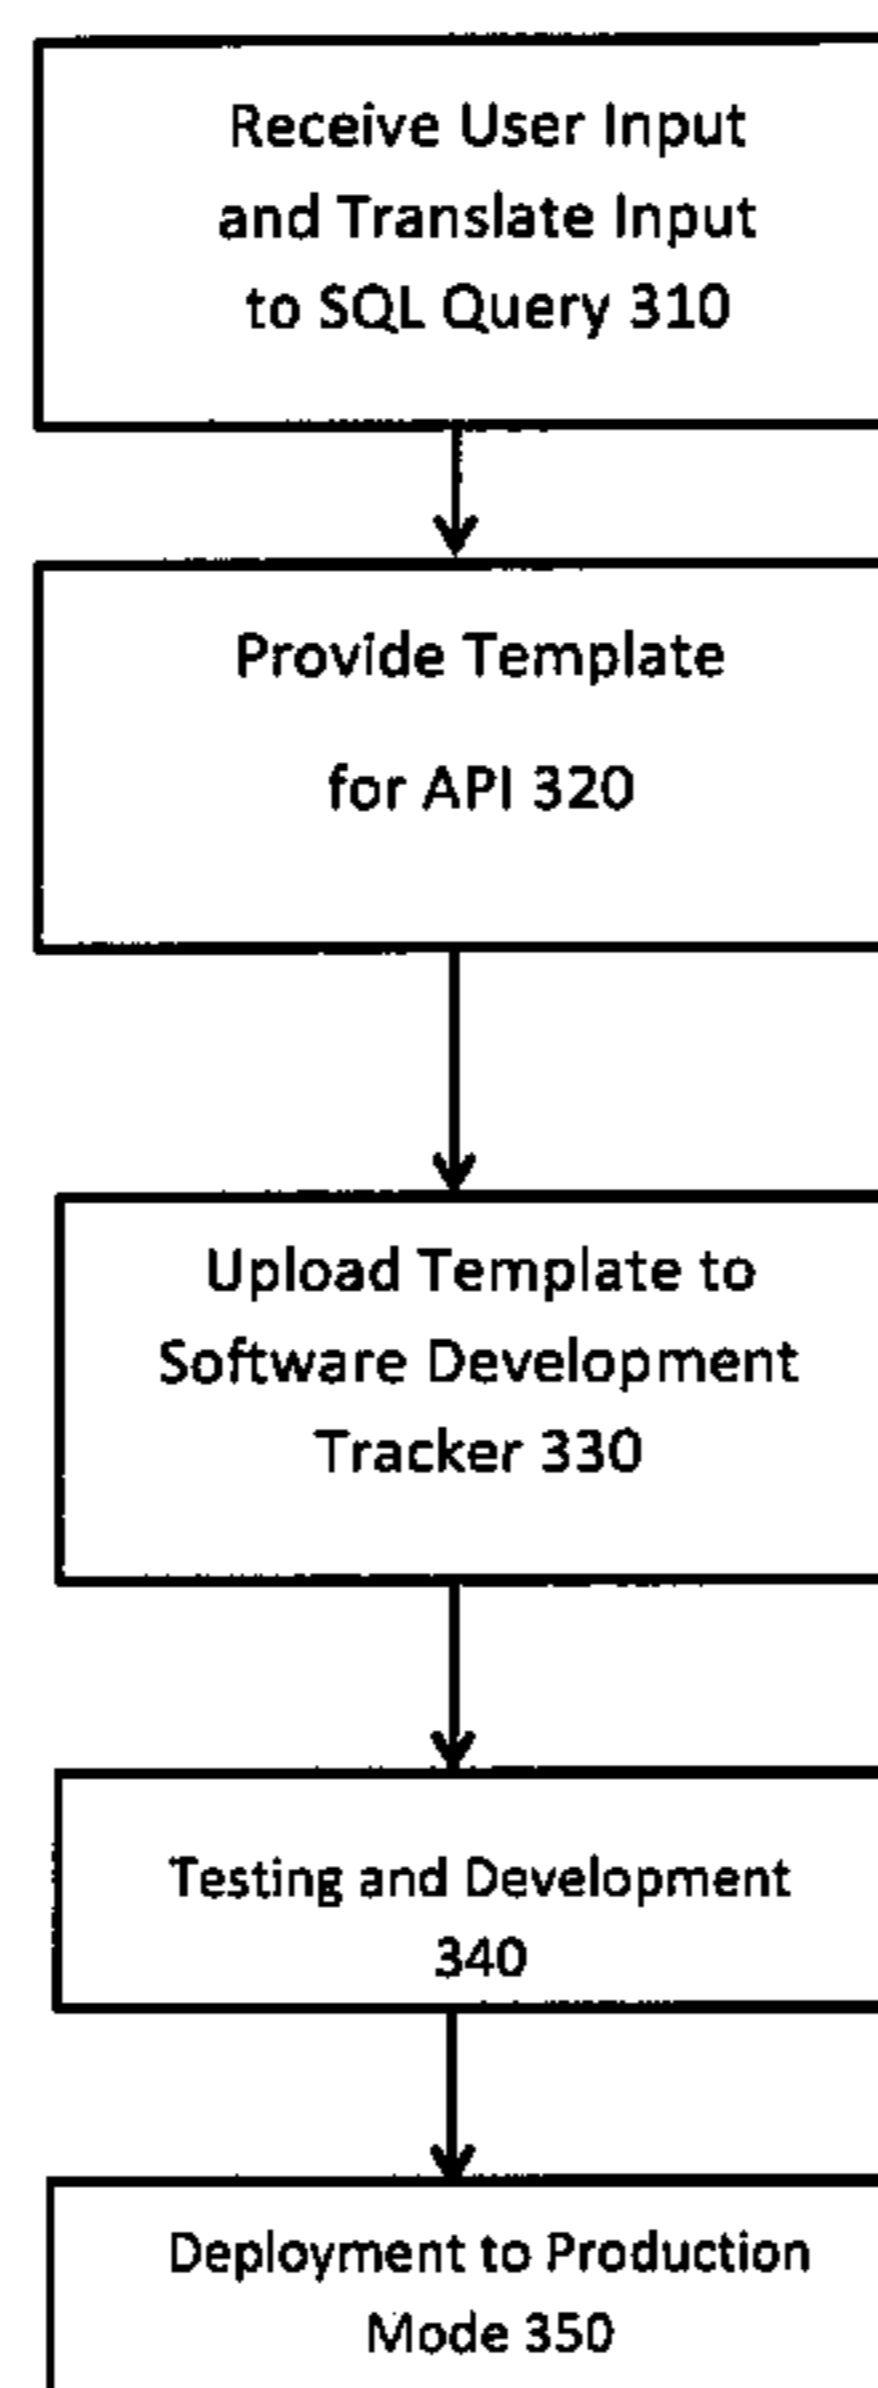 Receive User Input
and Translate Input
to SQL Query 310
Provide Template
for API 320
Upload Template to
Software Development
Tracker 330
Testing and Development
340
Deployment to Production
Mode 350